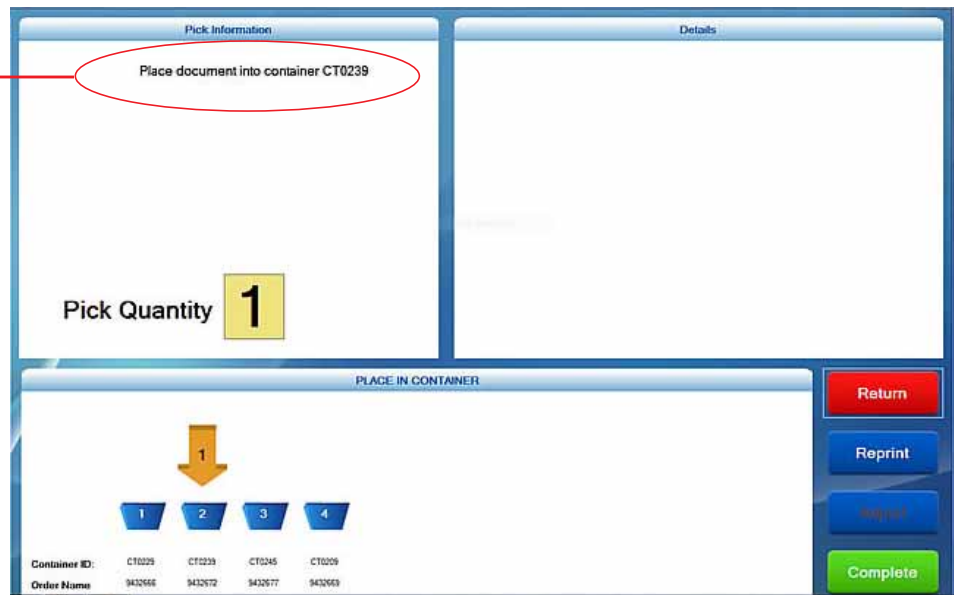 Pick Information
Details
Place document into container CT0239
Pick Quantity 1
PLACE IN CONTAINER
Return
1
Reprint
1 2 3 4
Container ID: CT0229 CT0239 CT0245 CT0209
Complete
Order Name 9432666 9432672 9432677 9432669